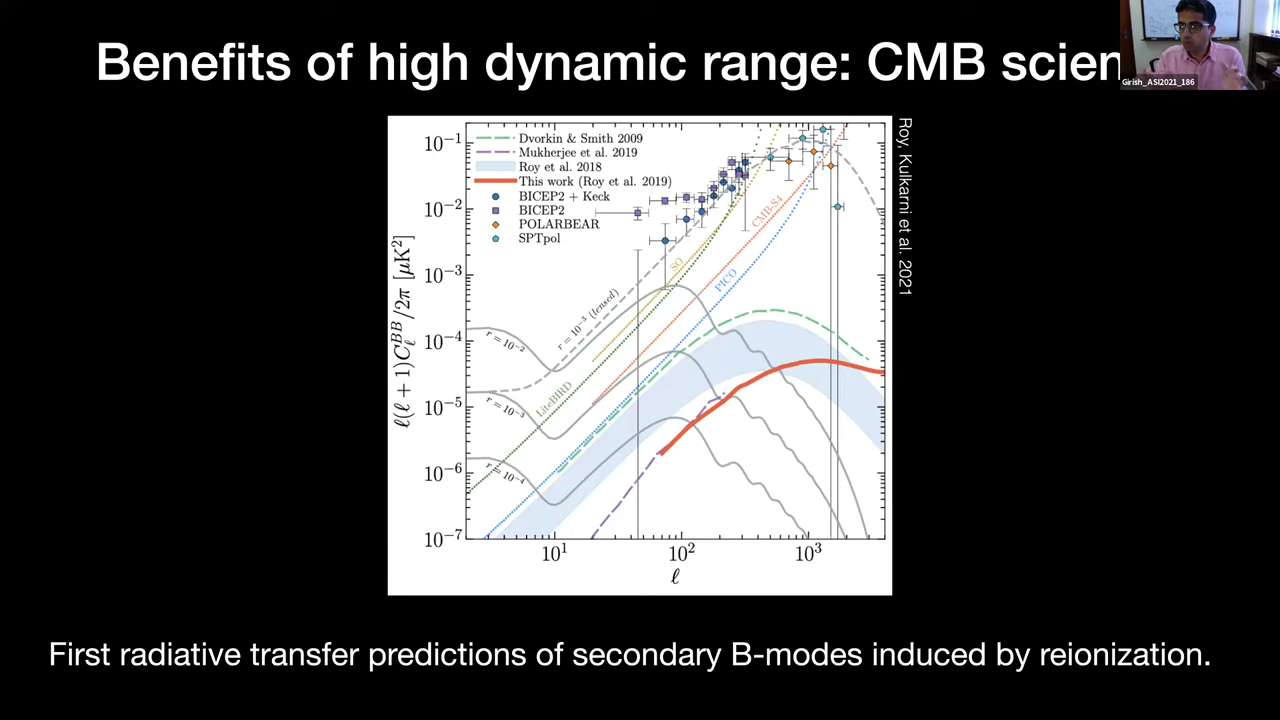 Benefits of high dynamic range: CMB scien
Girish_ASI2021_186
Dvorkin & Smith 2009
Mukherjee et al. 2019
Roy et al. 2018
This work (Roy et al. 2019)
BICEP2 + Keck
BICEP2
POLARBEAR
SPTpol
10⁻¹
10⁻²
10⁻³
10⁻⁴
10⁻⁵
10⁻⁶
10⁻⁷
ℓ(ℓ + 1)C_ℓ^{BB}/2π [μK²]
r = 10⁻² 
r = 10⁻³ (lensed)
r = 10⁻³
r = 10⁻⁴
LiteBIRD
SO
CMB-S4
PICO
10¹ 10² 10³
ℓ
Roy, Kulkarni et al. 2021
First radiative transfer predictions of secondary B-modes induced by reionization.